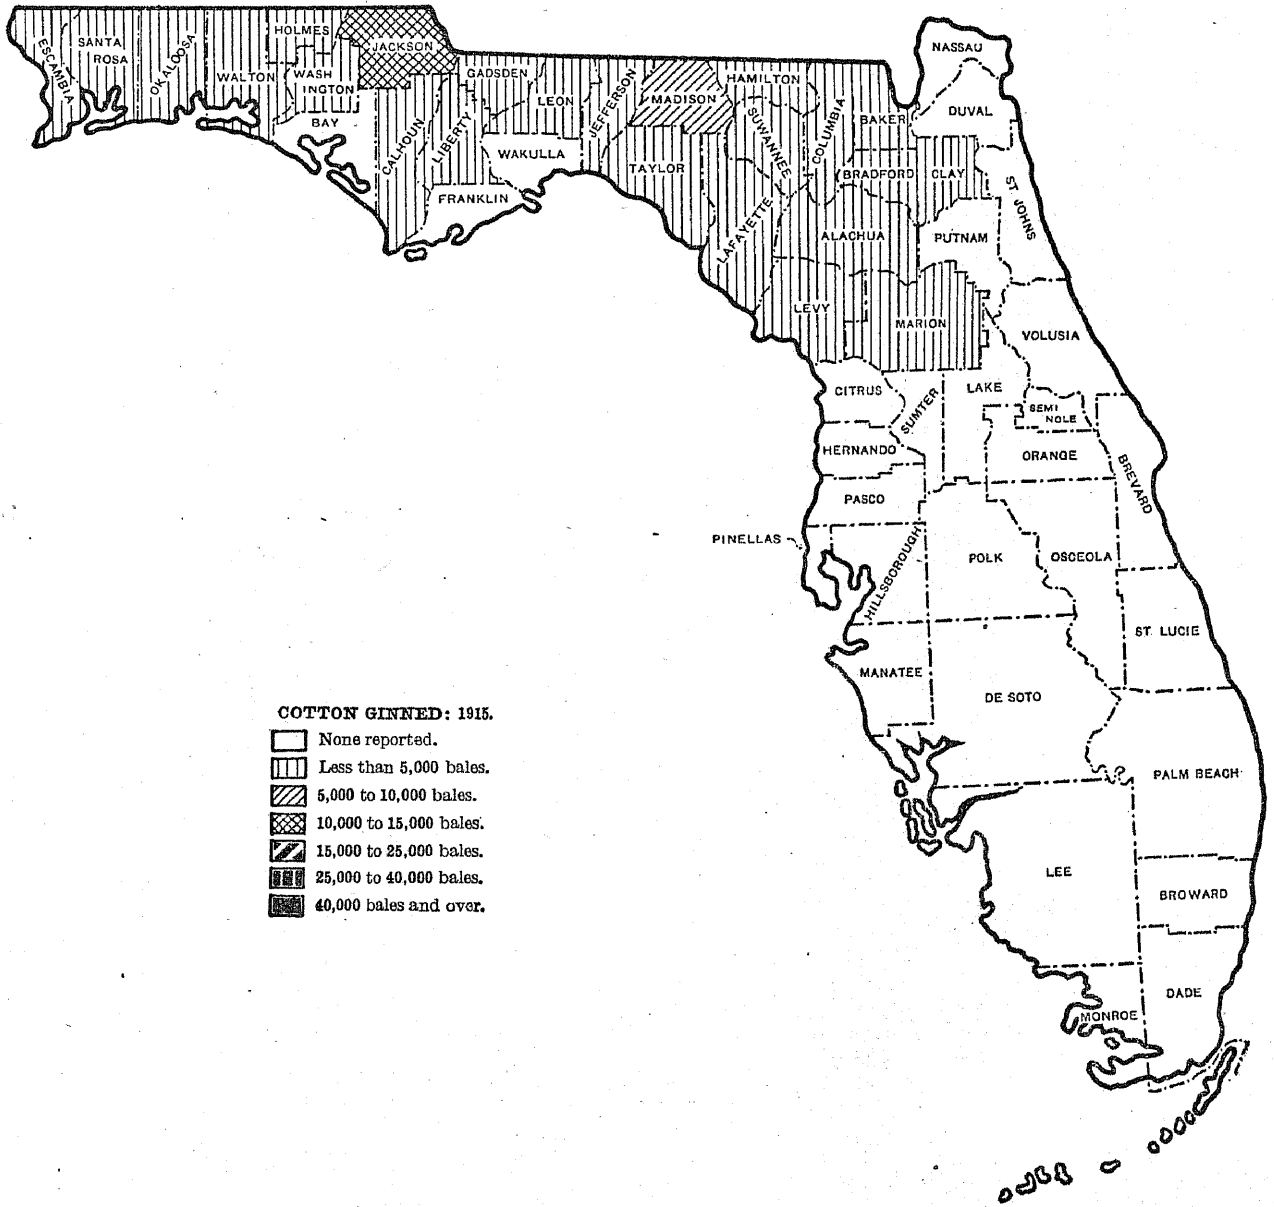 ESCAMBIA
SANTA
ROSA
OKALOOSA
WALTON
HOLMES
WASH
INGTON
BAY
JACKSON
CALHOUN
LIBERTY
GADSDEN
LEON
WAKULLA
FRANKLIN
JEFFERSON
MADISON
TAYLOR
HAMILTON
SUWANNEE
LAFAYETTE
COLUMBIA
BAKER
NASSAU
DUVAL
BRADFORD
CLAY
ST. JOHNS
ALACHUA
PUTNAM
LEVY
MARION
VOLUSIA
CITRUS
SUMTER
LAKE
SEMI
NOLE
HERNANDO
ORANGE
BREVARD
PASCO
PINELLAS
HILLSBOROUGH
POLK
OSCEOLA
ST. LUCIE
MANATEE
DE SOTO
PALM BEACH
LEE
BROWARD
DADE
MONROE
COTTON GINNED: 1915.
None reported.
Less than 5,000 bales.
5,000 to 10,000 bales.
10,000 to 15,000 bales.
15,000 to 25,000 bales.
25,000 to 40,000 bales.
40,000 bales and over.